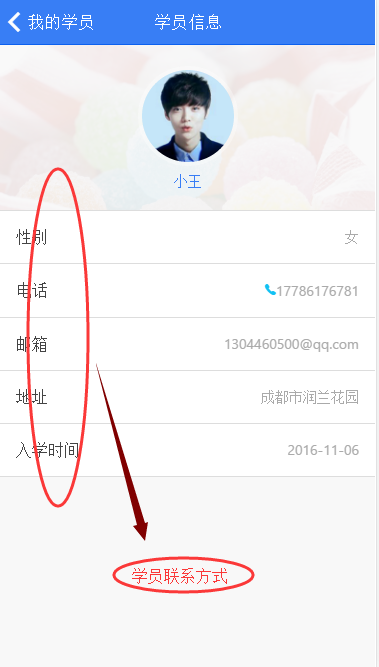 我的学员 学员信息
小王
性别 女
电话 17786176781
邮箱 1304460500@qq.com
地址 成都市润兰花园
入学时间 2016-11-06
学员联系方式